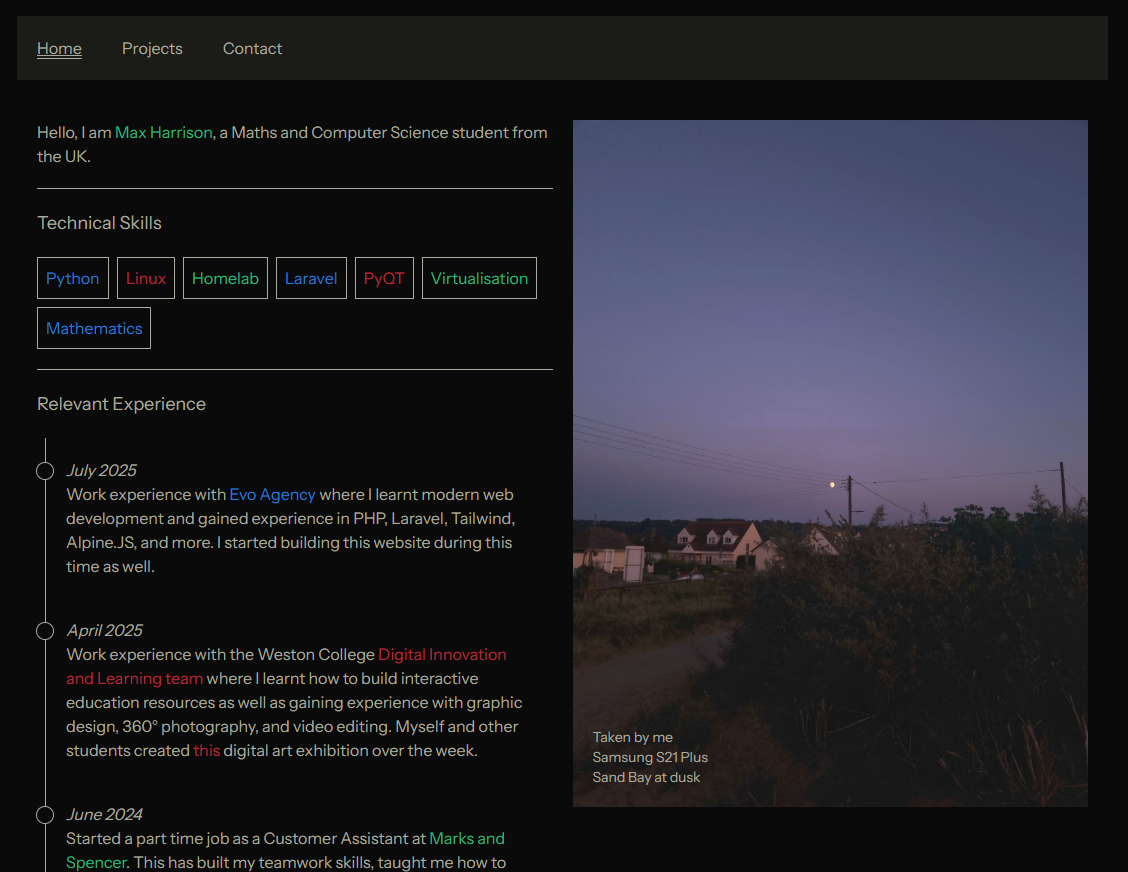 Home Projects Contact
Hello, I am Max Harrison, a Maths and Computer Science student from
the UK.
Technical Skills
Python Linux Homelab Laravel PyQT Virtualisation
Mathematics
Relevant Experience
July 2025
Work experience with Evo Agency where I learnt modern web
development and gained experience in PHP, Laravel, Tailwind,
Alpine.JS, and more. I started building this website during this
time as well.
April 2025
Work experience with the Weston College Digital Innovation
and Learning team where I learnt how to build interactive
education resources as well as gaining experience with graphic
design, 360° photography, and video editing. Myself and other
students created this digital art exhibition over the week.
June 2024
Started a part time job as a Customer Assistant at Marks and
Spencer. This has built my teamwork skills, taught me how to
Taken by me
Samsung S21 Plus
Sand Bay at dusk